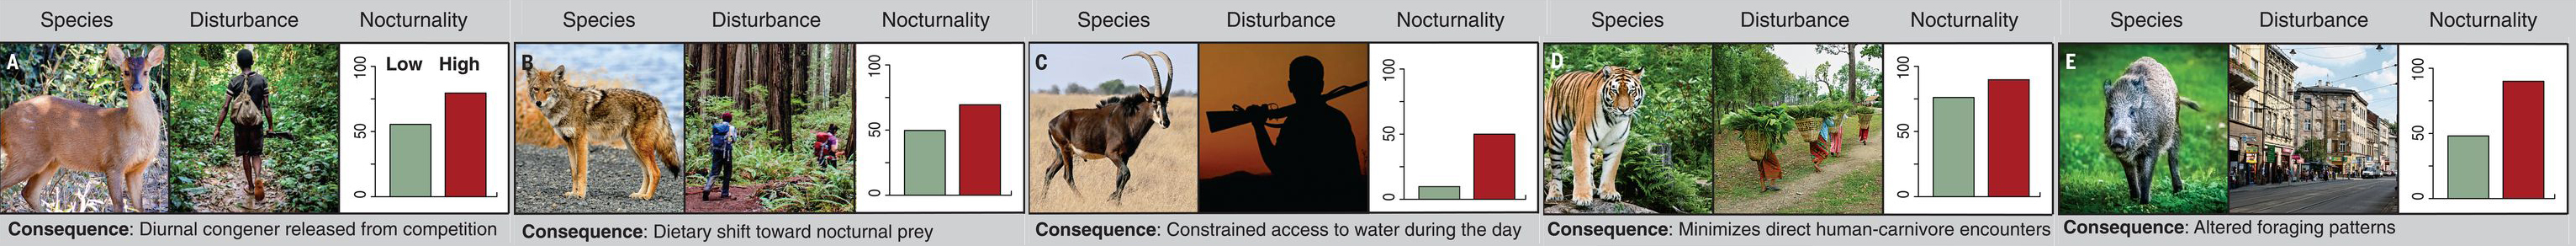 Species Disturbance Nocturnality
A
Low High
100
50
0
Consequence: Diurnal congener released from competition
Species Disturbance Nocturnality
B
100
50
0
Consequence: Dietary shift toward nocturnal prey
Species Disturbance Nocturnality
C
100
50
0
Consequence: Constrained access to water during the day
Species Disturbance Nocturnality
D
100
50
0
Consequence: Minimizes direct human-carnivore encounters
Species Disturbance Nocturnality
E
100
50
0
Consequence: Altered foraging patterns